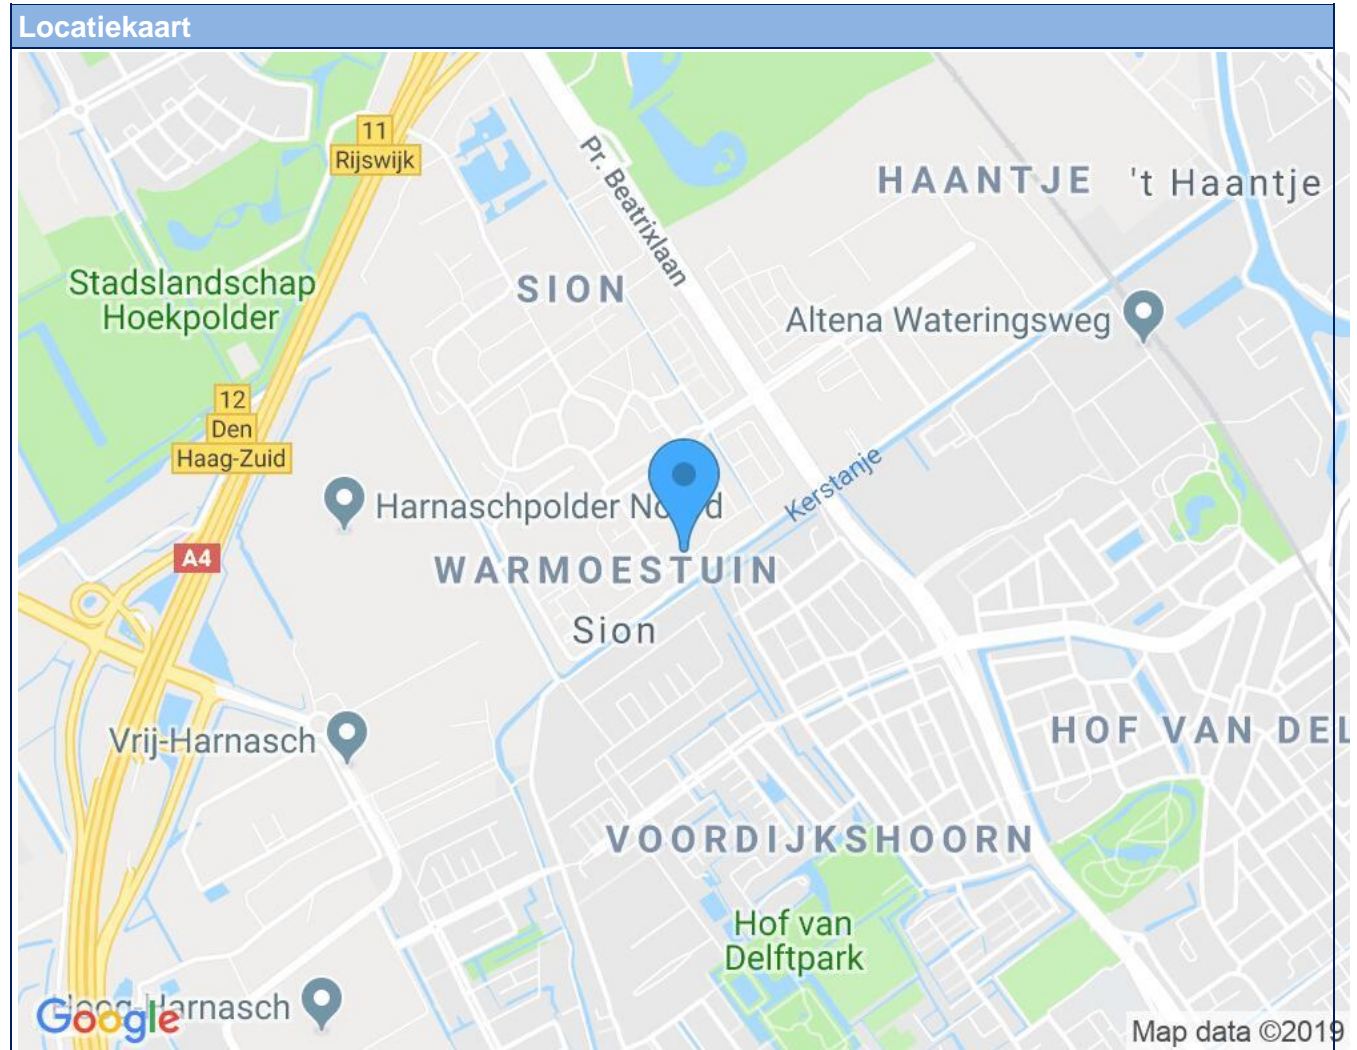 Locatiekaart
11
Rijswijk
Pr. Beatrixlaan
HAANTJE
't Haantje
Stadslandschap
Hoekpolder
SION
Altena Wateringsweg
12
Den
Haag-Zuid
Kerstanje
Harnaschpolder
A4
WARMOESTUIN
Sion
Vrij-Harnasch
HOF VAN DEL
VOORDIJKSHOORN
Hof van
Delftpark
Google
Map data ©2019